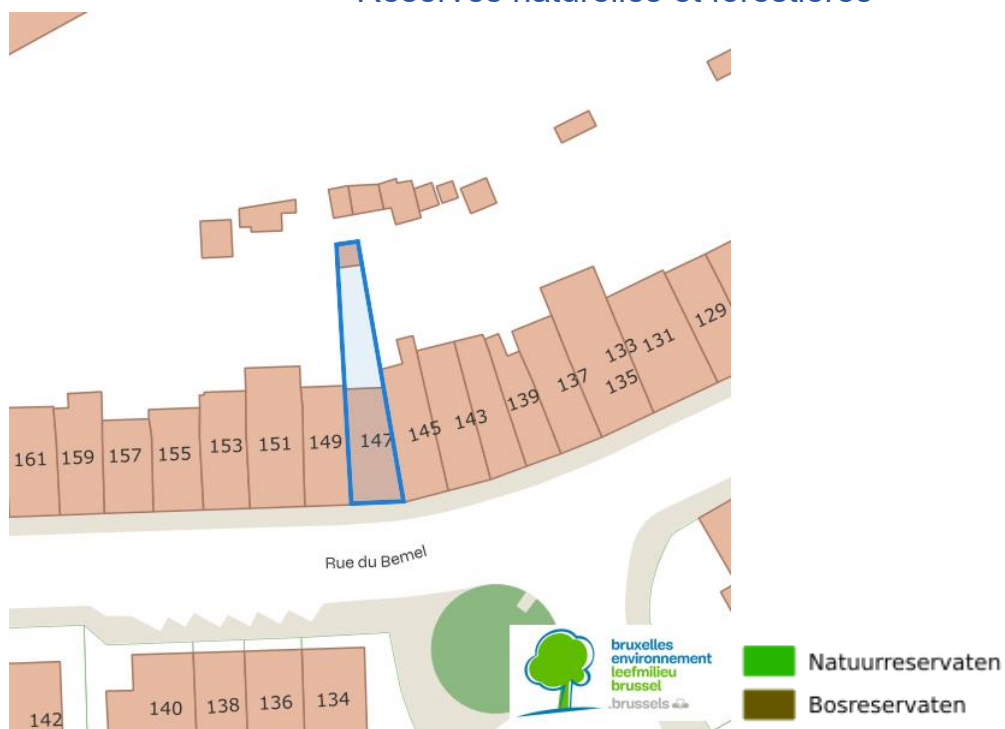 Réserves naturelles et forestières
133
131
129
135
137
139
143
145
147
149
151
153
155
157
159
161
Rue du Bemel
142
140
138
136
134
bruxelles
environnement
leefmilieu
brussel
.brussels
Natuurreservaten
Bosreservaten